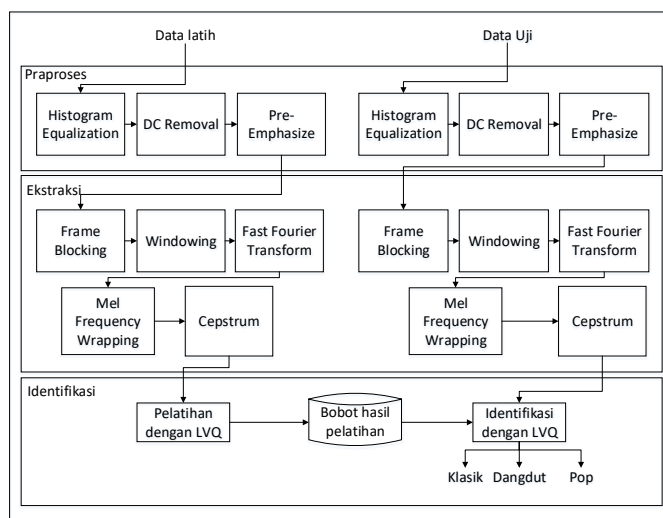 Data latih
Data Uji
Praproses
Histogram
Equalization
DC Removal
Pre-
Emphasize
Histogram
Equalization
DC Removal
Pre-
Emphasize
Ekstraksi
Frame
Blocking
Windowing
Fast Fourier
Transform
Frame
Blocking
Windowing
Fast Fourier
Transform
Mel
Frequency
Wrapping
Cepstrum
Mel
Frequency
Wrapping
Cepstrum
Identifikasi
Pelatihan
dengan LVQ
Bobot hasil
pelatihan
Identifikasi
dengan LVQ
Klasik
Dangdut
Pop